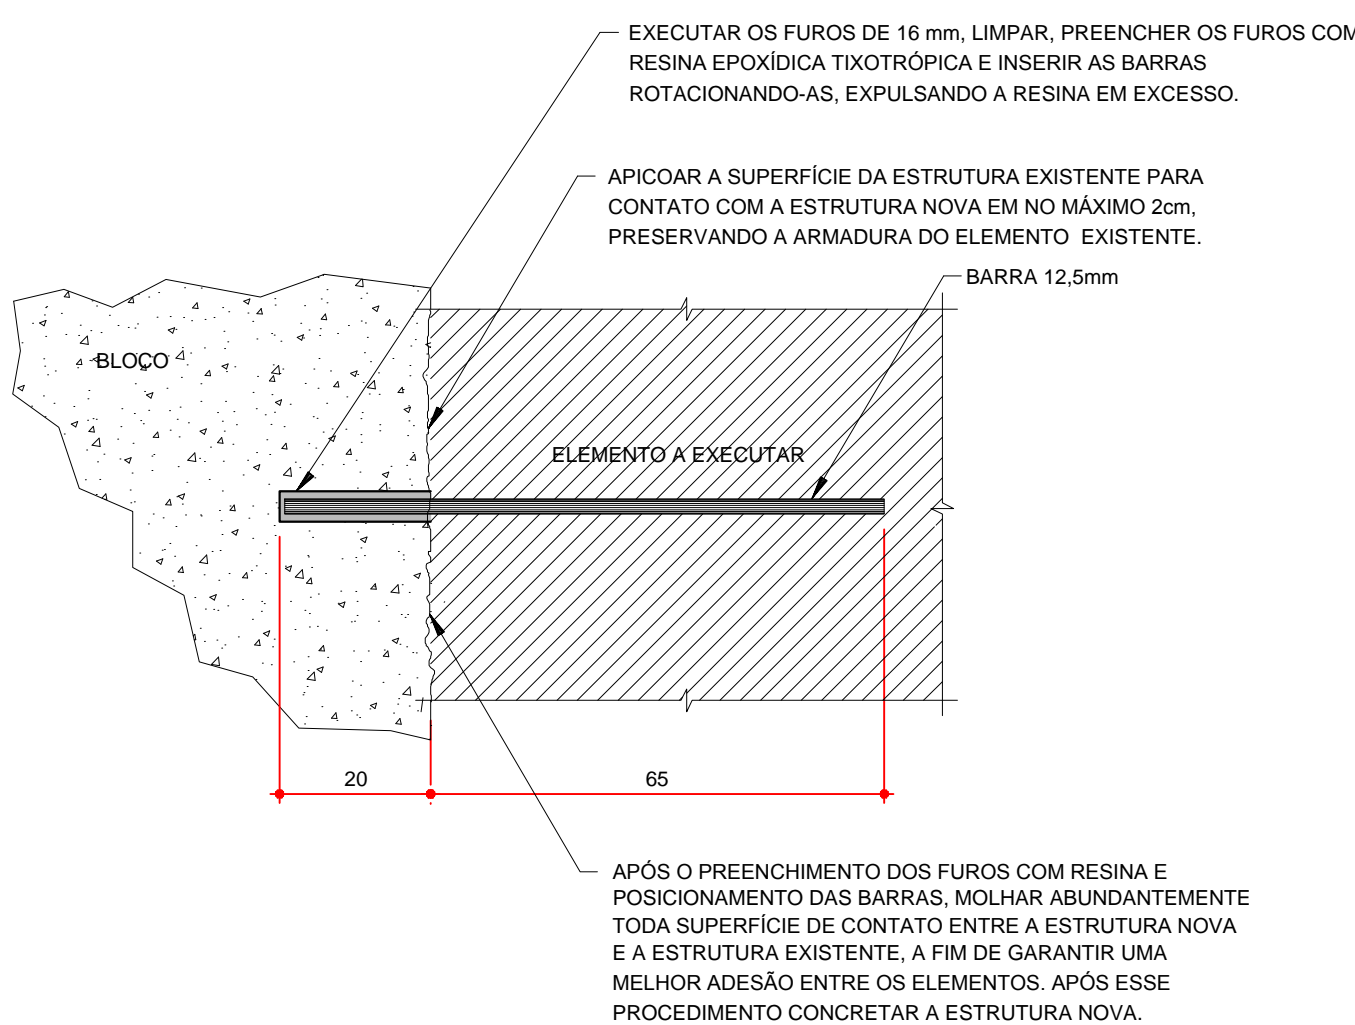 EXECUTAR OS FUROS DE 16 mm, LIMPAR, PREENCHER OS FUROS COM
RESINA EPOXÍDICA TIXOTRÓPICA E INSERIR AS BARRAS
ROTACIONANDO-AS, EXPULSANDO A RESINA EM EXCESSO.
APICOAR A SUPERFÍCIE DA ESTRUTURA EXISTENTE PARA
CONTATO COM A ESTRUTURA NOVA EM NO MÁXIMO 2cm,
PRESERVANDO A ARMADURA DO ELEMENTO EXISTENTE.
BARRA 12,5mm
BLOCO
ELEMENTO A EXECUTAR
20
65
APÓS O PREENCHIMENTO DOS FUROS COM RESINA E
POSICIONAMENTO DAS BARRAS, MOLHAR ABUNDANTEMENTE
TODA SUPERFÍCIE DE CONTATO ENTRE A ESTRUTURA NOVA
E A ESTRUTURA EXISTENTE, A FIM DE GARANTIR UMA
MELHOR ADESÃO ENTRE OS ELEMENTOS. APÓS ESSE
PROCEDIMENTO CONCRETAR A ESTRUTURA NOVA.